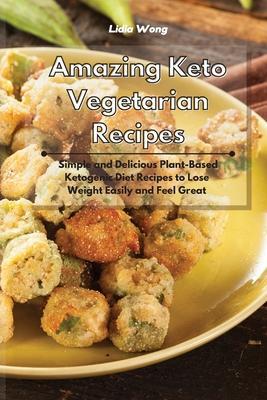 Lidia Wong
Amazing Keto
Vegetarian
Recipes
Simple and Delicious Plant-Based
Ketogenic Diet Recipes to Lose
Weight Easily and Feel Great